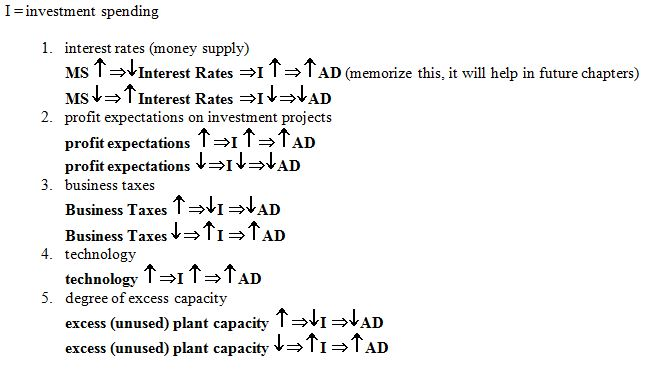 I = investment spending
1. interest rates (money supply)
MS ↑ ⇒ ↓ Interest Rates ⇒ I ↑ ⇒ ↑ AD (memorize this, it will help in future chapters)
MS ↓ ⇒ ↑ Interest Rates ⇒ I ↓ ⇒ ↓ AD
2. profit expectations on investment projects
profit expectations ↑ ⇒ I ↑ ⇒ ↑ AD
profit expectations ↓ ⇒ I ↓ ⇒ ↓ AD
3. business taxes
Business Taxes ↑ ⇒ ↓ I ⇒ ↓ AD
Business Taxes ↓ ⇒ ↑ I ⇒ ↑ AD
4. technology
technology ↑ ⇒ I ↑ ⇒ ↑ AD
5. degree of excess capacity
excess (unused) plant capacity ↑ ⇒ ↓ I ⇒ ↓ AD
excess (unused) plant capacity ↓ ⇒ ↑ I ⇒ ↑ AD